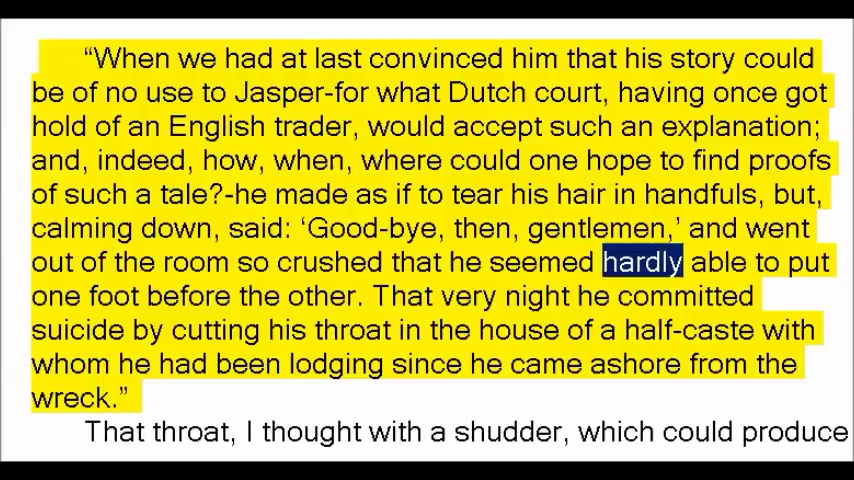 “When we had at last convinced him that his story could
be of no use to Jasper-for what Dutch court, having once got
hold of an English trader, would accept such an explanation;
and, indeed, how, when, where could one hope to find proofs
of such a tale?-he made as if to tear his hair in handfuls, but,
calming down, said: ‘Good-bye, then, gentlemen,’ and went
out of the room so crushed that he seemed hardly able to put
one foot before the other. That very night he committed
suicide by cutting his throat in the house of a half-caste with
whom he had been lodging since he came ashore from the
wreck.”
That throat, I thought with a shudder, which could produce